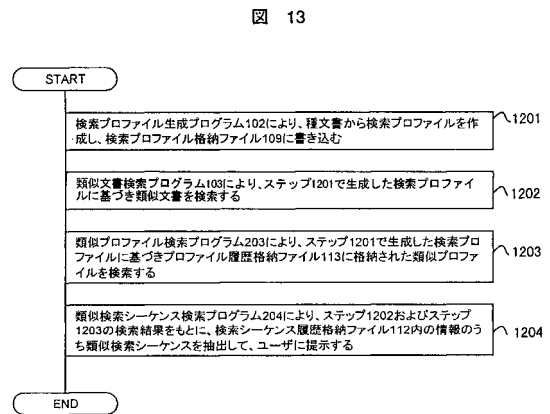 図 13
START
検索プロファイル生成プログラム102により、種文書から検索プロファイルを作
成し、検索プロファイル格納ファイル109に書き込む
1201
類似文書検索プログラム103により、ステップ1201で生成した検索プロファイ
ルに基づき類似文書を検索する
1202
類似プロファイル検索プログラム203により、ステップ1201で生成した検索プロ
ファイルに基づきプロファイル履歴格納ファイル113に格納された類似プロファ
イルを検索する
1203
類似検索シーケンス検索プログラム204により、ステップ1202およびステップ
1203の検索結果をもとに、検索シーケンス履歴格納ファイル112内の情報のう
ち類似検索シーケンスを抽出して、ユーザに提示する
1204
END